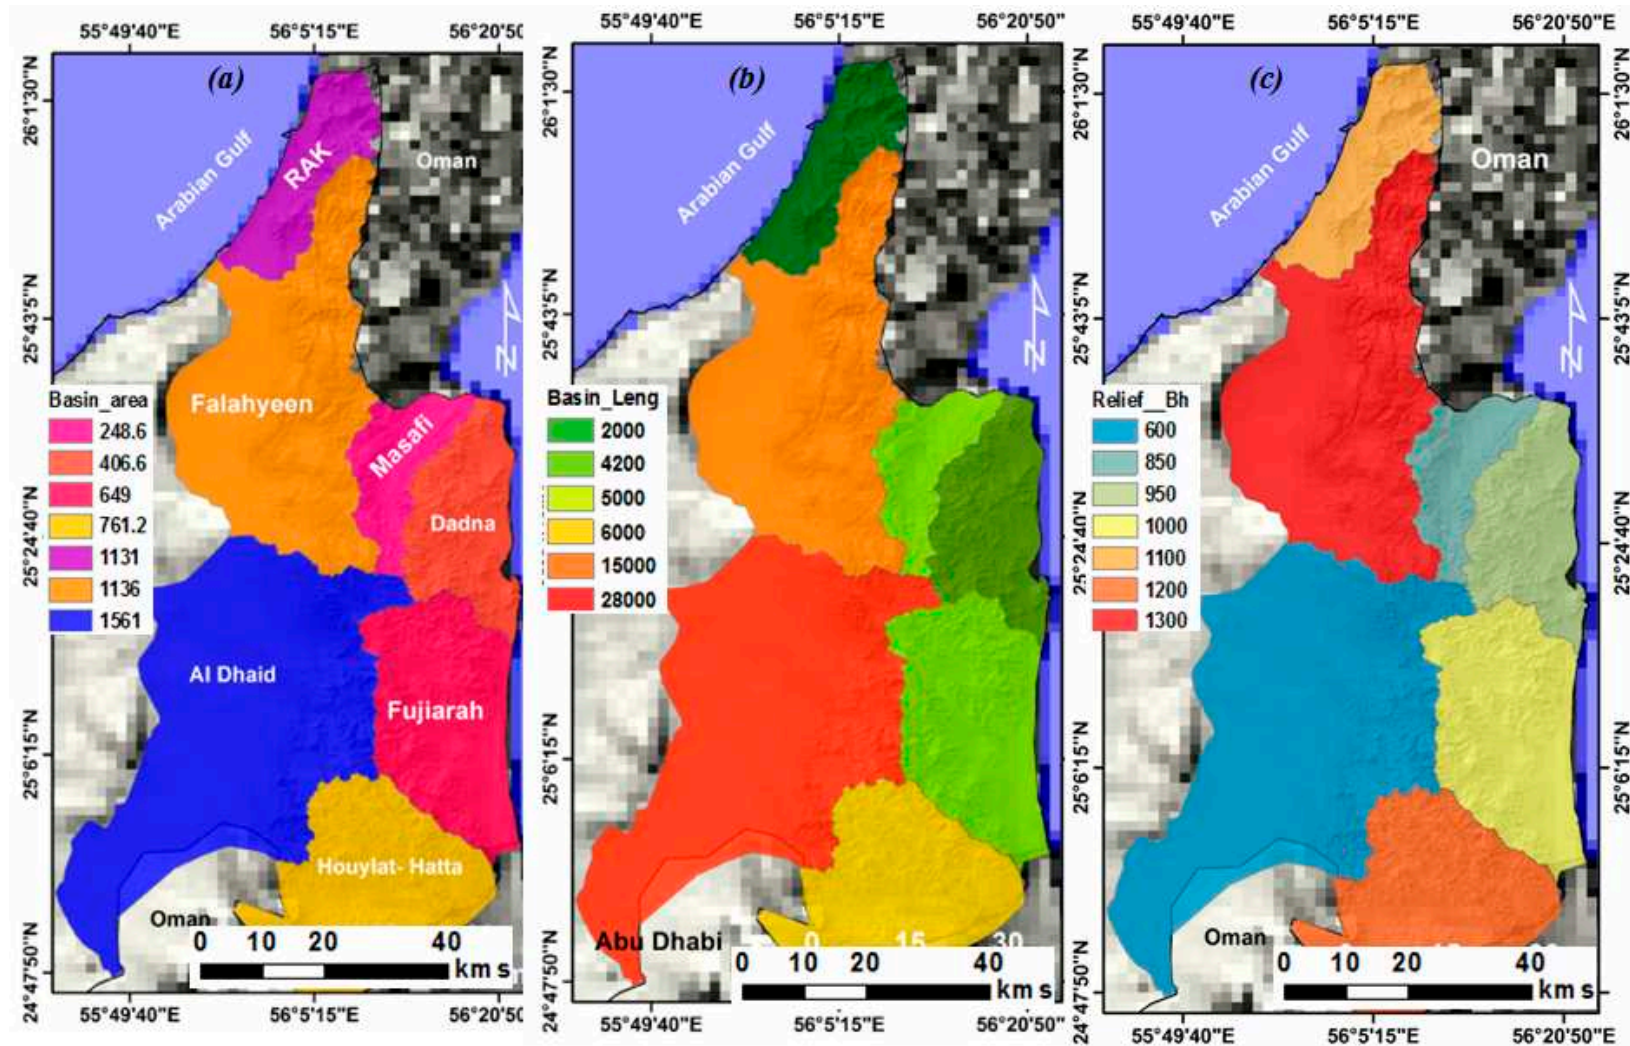 55°49'40"E
56°5'15"E
56°20'50"
55°49'40"E
56°5'15"E
56°20'50"
55°49'40"E
56°5'15"E
56°20'50"E
(a)
(b)
(c)
26°1'30"N
25°43'5"N
25°24'40"N
25°6'15"N
24°47'50"N
Arabian Gulf
RAK
Oman
Falahyeen
Masafi
Dadna
Al Dhaid
Fujiarah
Houylat- Hatta
Oman
Basin_area
248.6
406.6
649
761.2
1131
1136
1561
N
0 10 20 40
kms
55°49'40"E
56°5'15"E
56°20'50"E
26°1'30"N
25°43'5"N
25°24'40"N
25°6'15"N
24°47'50"N
Arabian Gulf
Basin_Leng
2000
4200
5000
6000
15000
28000
N
Abu Dhabi
0 15 30
0 10 20 40
kms
55°49'40"E
56°5'15"E
56°20'50"
26°1'30"N
25°43'5"N
25°24'40"N
25°6'15"N
24°47'50"N
Arabian Gulf
Oman
Relief__Bh
600
850
950
1000
1100
1200
1300
N
Oman
0 10 20 40
kms
55°49'40"E
56°5'15"E
56°20'50"E
26°1'30"N
25°43'5"N
25°24'40"N
25°6'15"N